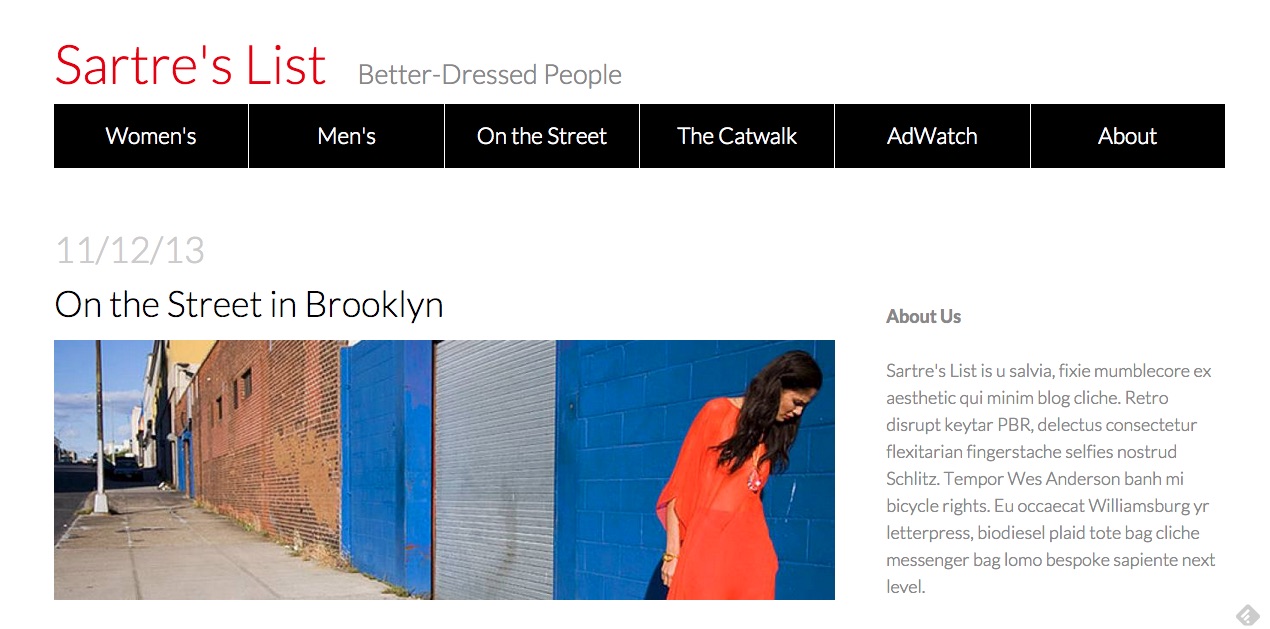 Sartre's List Better-Dressed People
Women's Men's On the Street The Catwalk AdWatch About
11/12/13
On the Street in Brooklyn
About Us
Sartre's List is u salvia, fixie mumblecore ex
aesthetic qui minim blog cliche. Retro
disrupt keytar PBR, delectus consectetur
flexitarian fingerstache selfies nostrud
Schlitz. Tempor Wes Anderson banh mi
bicycle rights. Eu occaecat Williamsburg yr
letterpress, biodiesel plaid tote bag cliche
messenger bag lomo bespoke sapiente next
level.